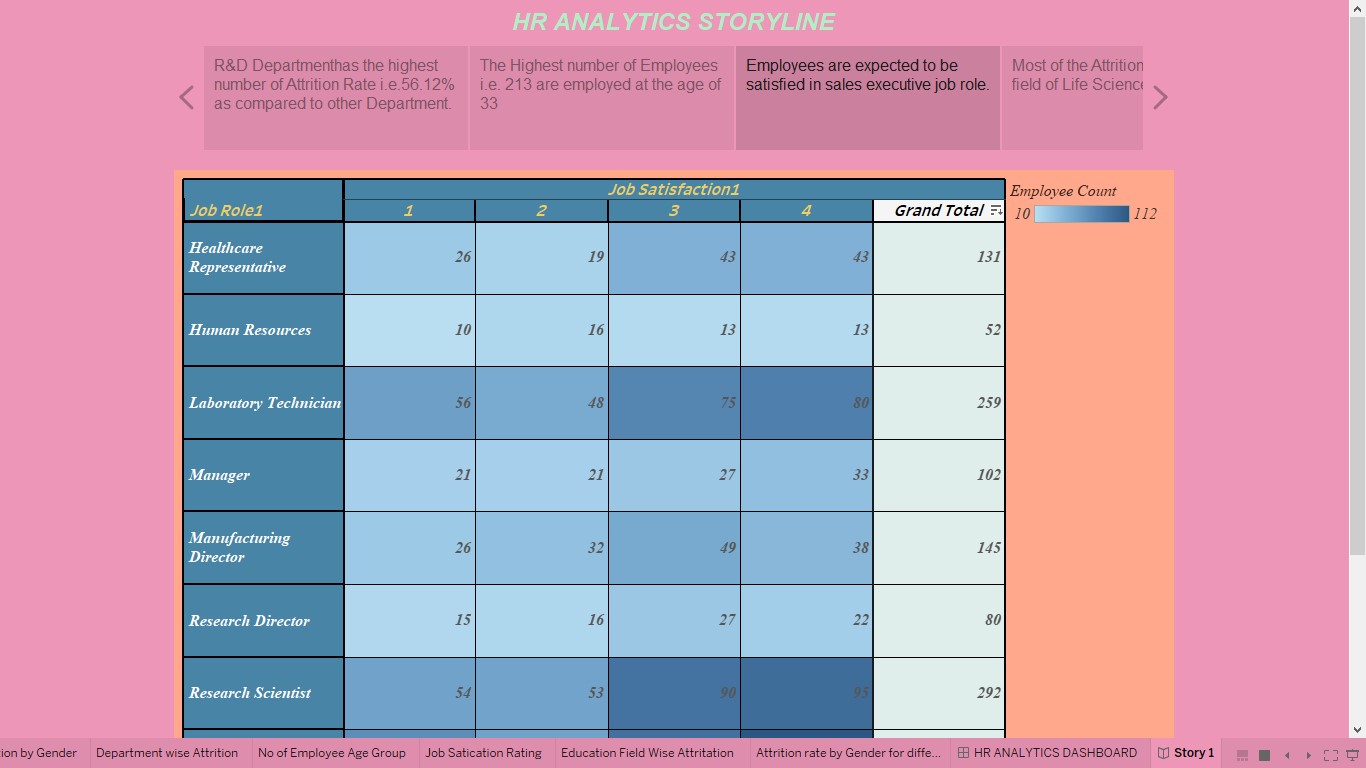 HR ANALYTICS STORYLINE
R&D Departmenthas the highest
number of Attrition Rate i.e.56.12%
as compared to other Department.
The Highest number of Employees
i.e. 213 are employed at the age of
33
Employees are expected to be
satisfied in sales executive job role.
Most of the Attrition
field of Life Science
Job Satisfaction1
Job Role1 1 2 3 4 Grand Total
Employee Count
10 112
Healthcare
Representative 26 19 43 43 131
Human Resources 10 16 13 13 52
Laboratory Technician 56 48 75 80 259
Manager 21 21 27 33 102
Manufacturing
Director 26 32 49 38 145
Research Director 15 16 27 22 80
Research Scientist 54 53 90 95 292
ion by Gender Department wise Attrition No of Employee Age Group Job Satication Rating Education Field Wise Attritation Attrition rate by Gender for diffe... HR ANALYTICS DASHBOARD Story 1